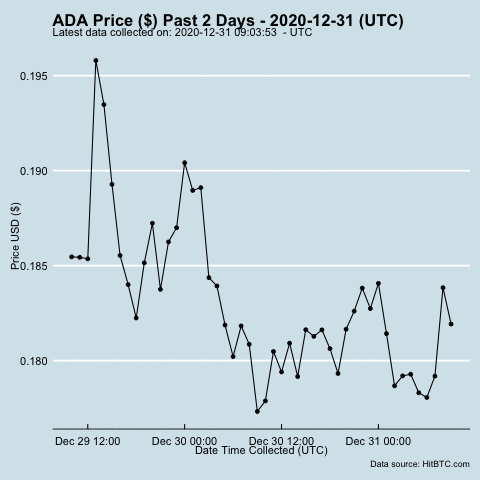 ADA Price ($) Past 2 Days - 2020-12-31 (UTC)
Latest data collected on: 2020-12-31 09:03:53 - UTC
0.195
0.190
0.185
0.180
Price USD ($)
Dec 29 12:00 Dec 30 00:00 Dec 30 12:00 Dec 31 00:00
Date Time Collected (UTC)
Data source: HitBTC.com